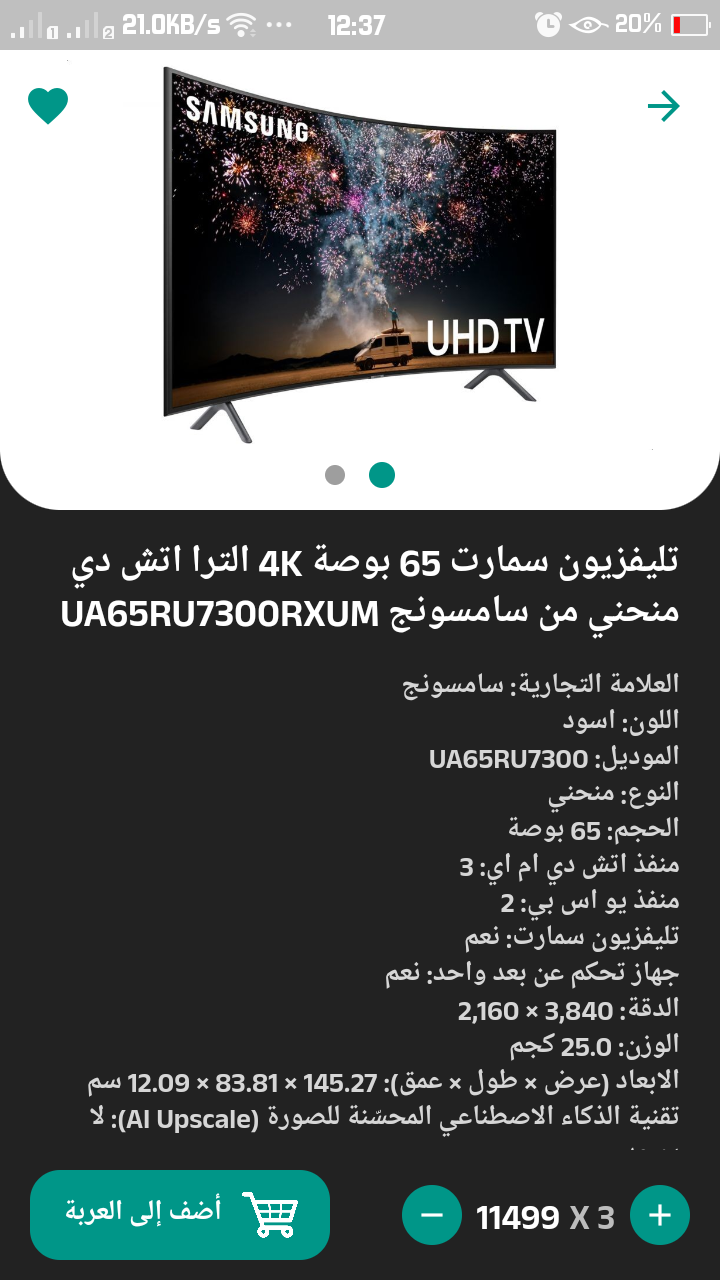 21.0KB/s ... 12:37 20%
1 2
SAMSUNG
UHD TV
تليفزيون سمارت 65 بوصة 4K الترا اتش دي
منحني من سامسونج UA65RU7300RXUM
العلامة التجارية: سامسونج
اللون: اسود
الموديل: UA65RU7300
النوع: منحني
الحجم: 65 بوصة
منفذ اتش دي ام اي: 3
منفذ يو اس بي: 2
تليفزيون سمارت: نعم
جهاز تحكم عن بعد واحد: نعم
الدقة: 3,840 × 2,160
الوزن: 25.0 كجم
الابعاد (عرض × طول × عمق): 145.27 × 83.81 × 12.09 سم
تقنية الذكاء الاصطناعي المحسّنة للصورة (AI Upscale): لا
أضف إلى العربة
− 11499 X 3 +